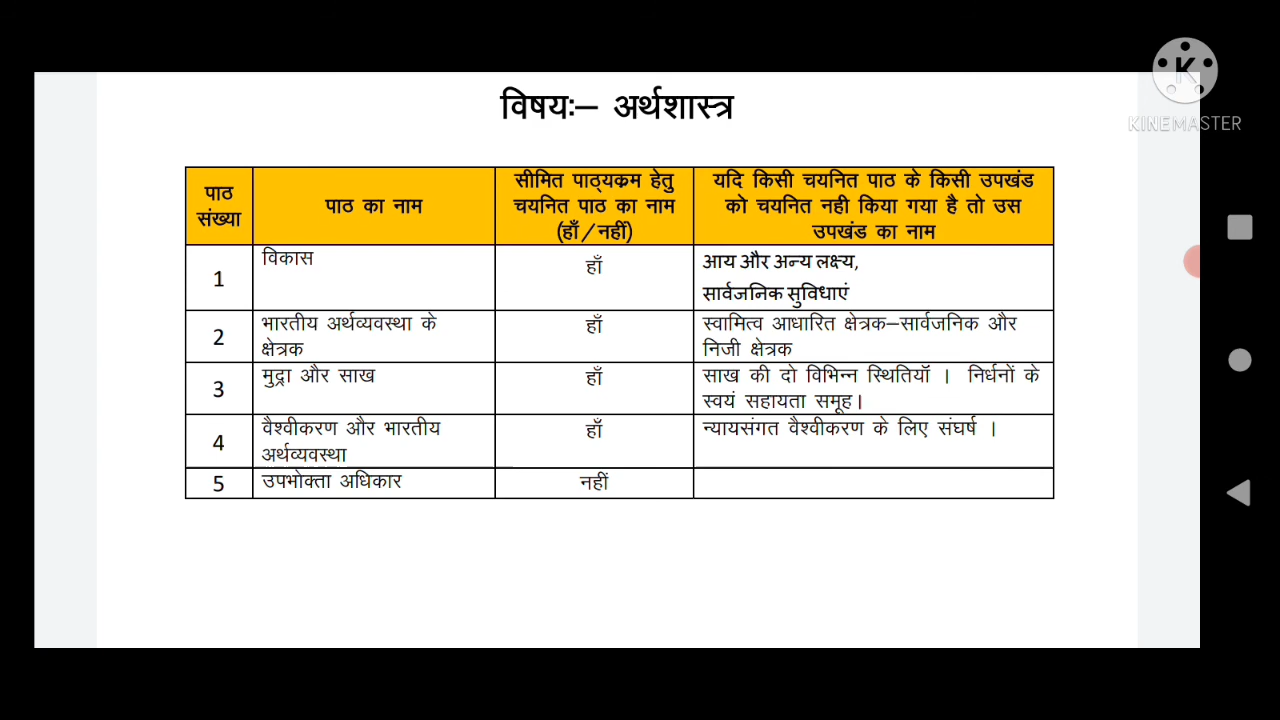 विषयः– अर्थशास्त्र
KINEMASTER
पाठ संख्या
पाठ का नाम
सीमित पाठ्यक्रम हेतु चयनित पाठ का नाम (हाँ/नहीं)
यदि किसी चयनित पाठ के किसी उपखंड को चयनित नही किया गया है तो उस उपखंड का नाम
1
विकास
हाँ
आय और अन्य लक्ष्य,
सार्वजनिक सुविधाएं
2
भारतीय अर्थव्यवस्था के
क्षेत्रक
हाँ
स्वामित्व आधारित क्षेत्रक–सार्वजनिक और
निजी क्षेत्रक
3
मुद्रा और साख
हाँ
साख की दो विभिन्न स्थितियॉं । निर्धनों के
स्वयं सहायता समूह।
4
वैश्वीकरण और भारतीय
अर्थव्यवस्था
हाँ
न्यायसंगत वैश्वीकरण के लिए संघर्ष ।
5
उपभोक्ता अधिकार
नहीं